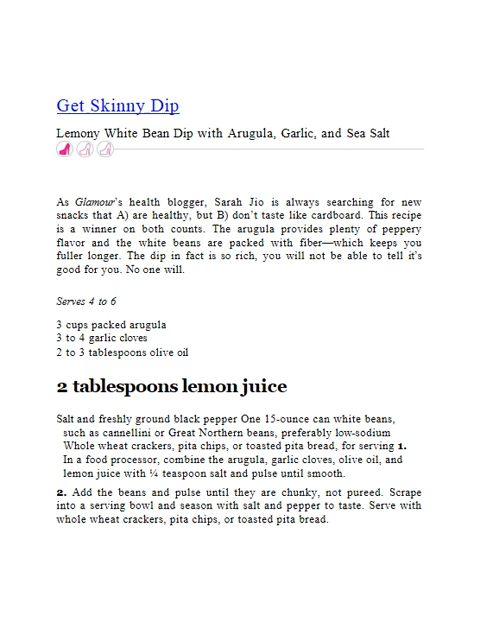 Get Skinny Dip
Lemony White Bean Dip with Arugula, Garlic, and Sea Salt
As Glamour's health blogger, Sarah Jio is always searching for new
snacks that A) are healthy, but B) don't taste like cardboard. This recipe
is a winner on both counts. The arugula provides plenty of peppery
flavor and the white beans are packed with fiber—which keeps you
fuller longer. The dip in fact is so rich, you will not be able to tell it's
good for you. No one will.
Serves 4 to 6
3 cups packed arugula
3 to 4 garlic cloves
2 to 3 tablespoons olive oil
2 tablespoons lemon juice
Salt and freshly ground black pepper One 15-ounce can white beans,
such as cannellini or Great Northern beans, preferably low-sodium
Whole wheat crackers, pita chips, or toasted pita bread, for serving 1.
In a food processor, combine the arugula, garlic cloves, olive oil, and
lemon juice with ¼ teaspoon salt and pulse until smooth.
2. Add the beans and pulse until they are chunky, not pureed. Scrape
into a serving bowl and season with salt and pepper to taste. Serve with
whole wheat crackers, pita chips, or toasted pita bread.